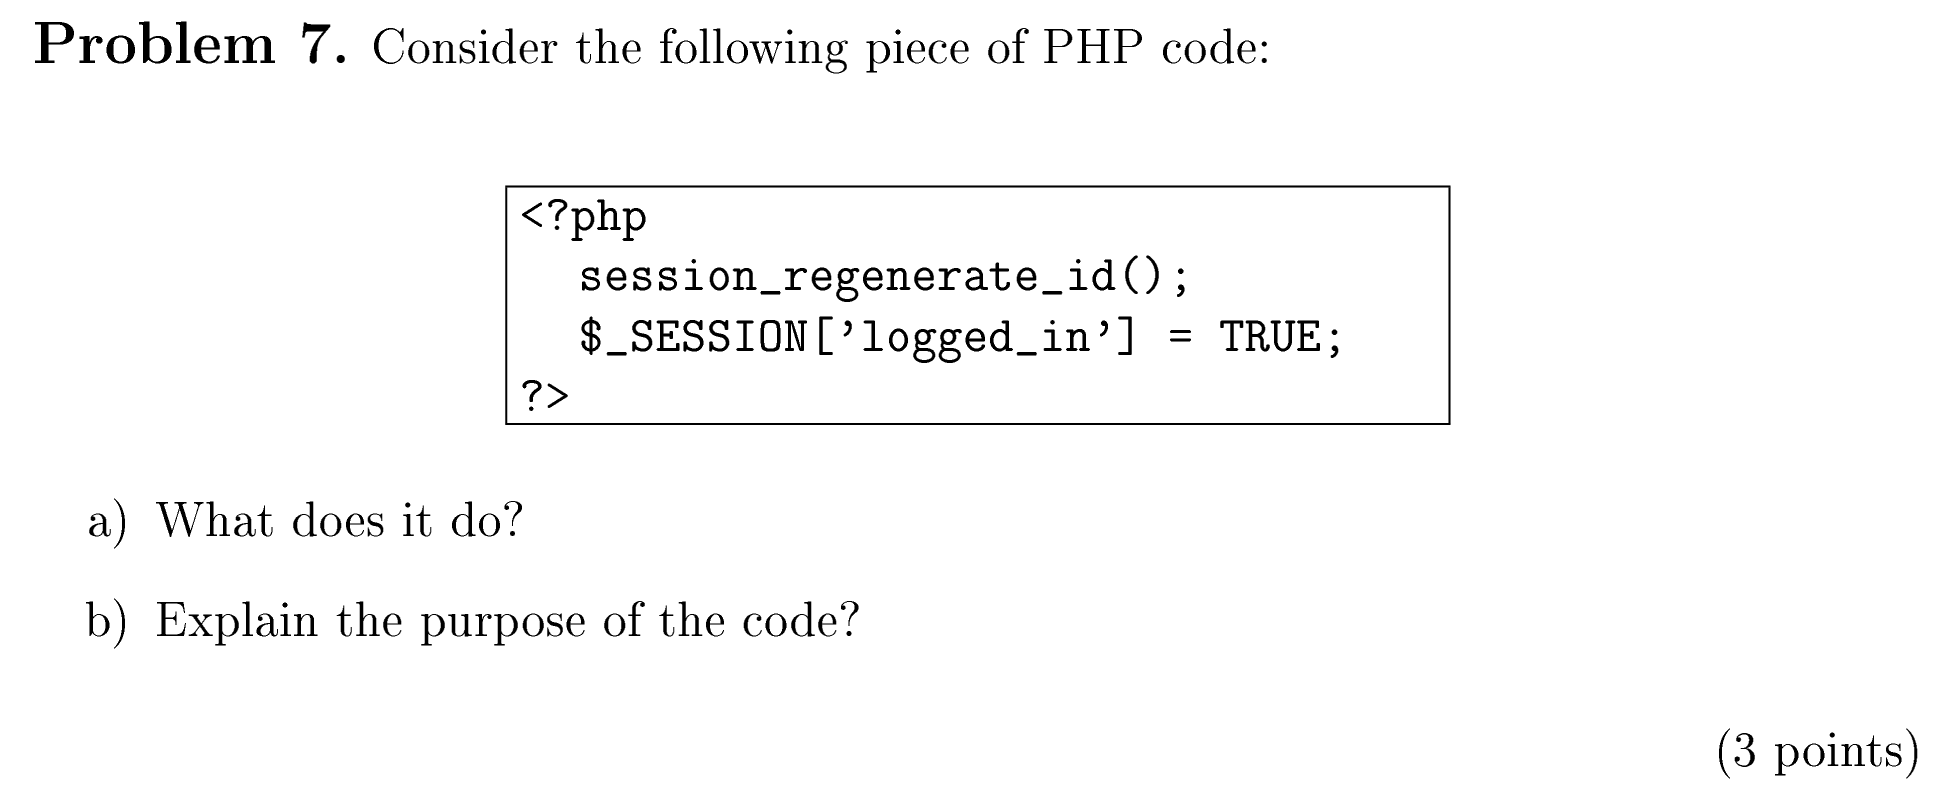 Problem 7. Consider the following piece of PHP code:
<?php
session_regenerate_id();
$_SESSION[’logged_in’] = TRUE;
?>
a) What does it do?
b) Explain the purpose of the code?
(3 points)